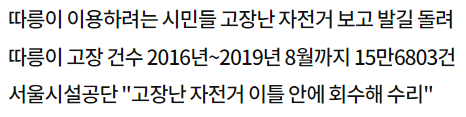 따릉이 이용하려는 시민들 고장난 자전거 보고 발길 돌려
따릉이 고장 건수 2016년~2019년 8월까지 15만6803건
서울시설공단 "고장난 자전거 이틀 안에 회수해 수리"